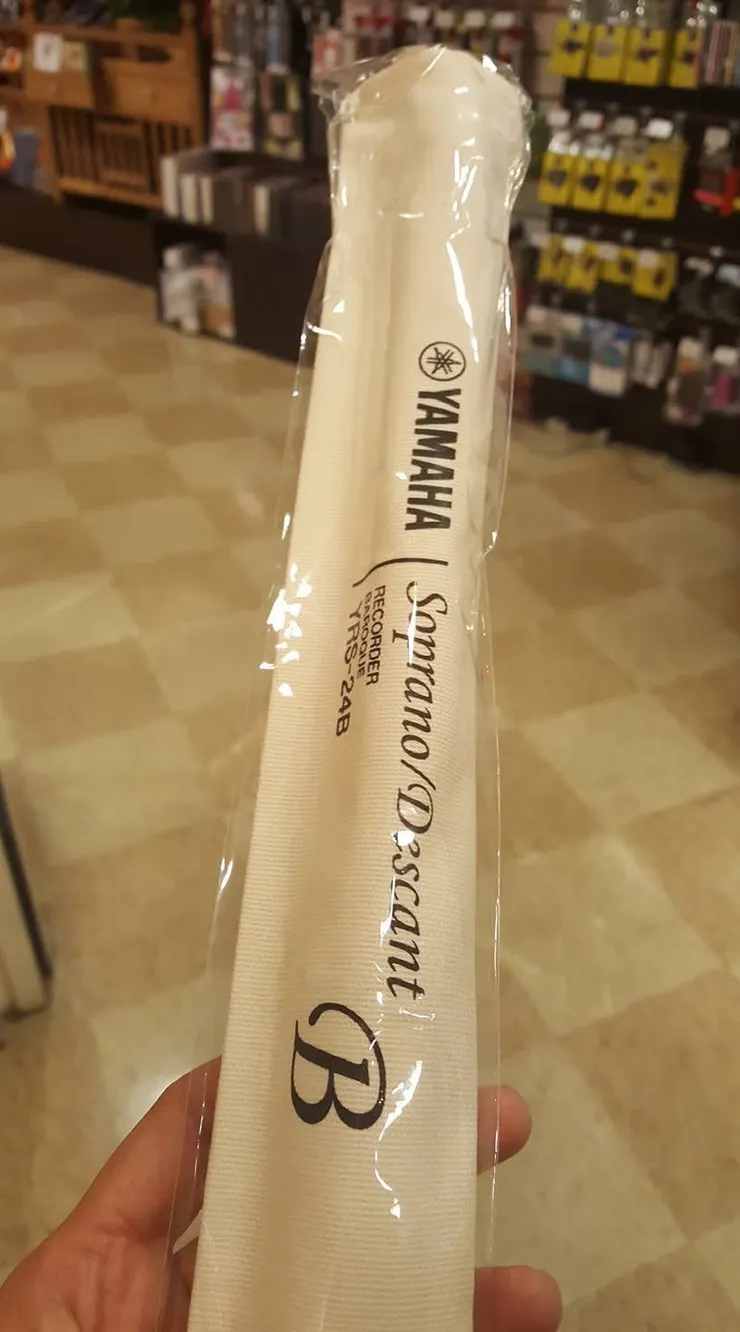 YAMAHA
Soprano/Descant
RECORDER
BAROQUE
YRS-24B
B